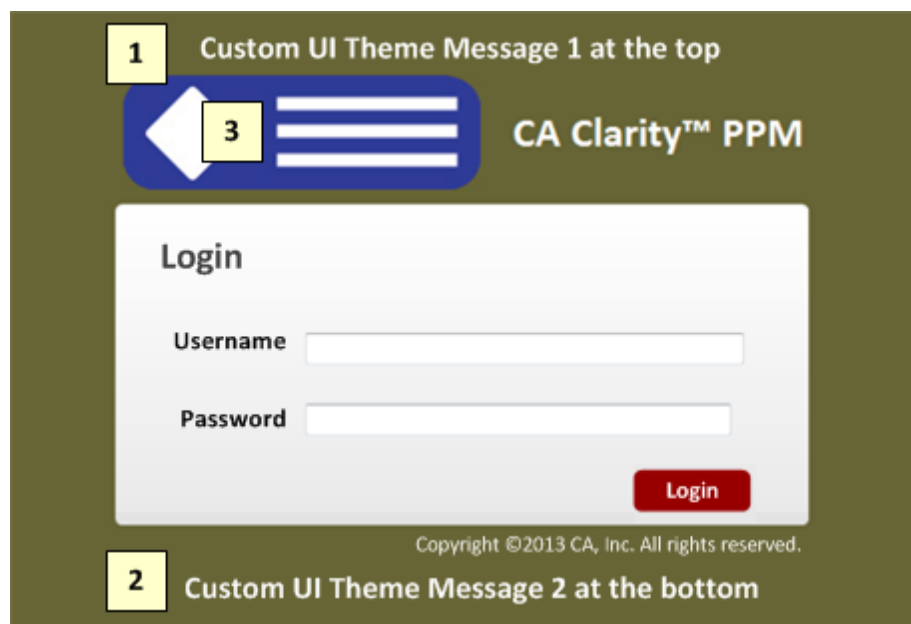 1 Custom UI Theme Message 1 at the top
3 CA Clarity™ PPM
Login
Username
Password
Login
Copyright ©2013 CA, Inc. All rights reserved.
2 Custom UI Theme Message 2 at the bottom